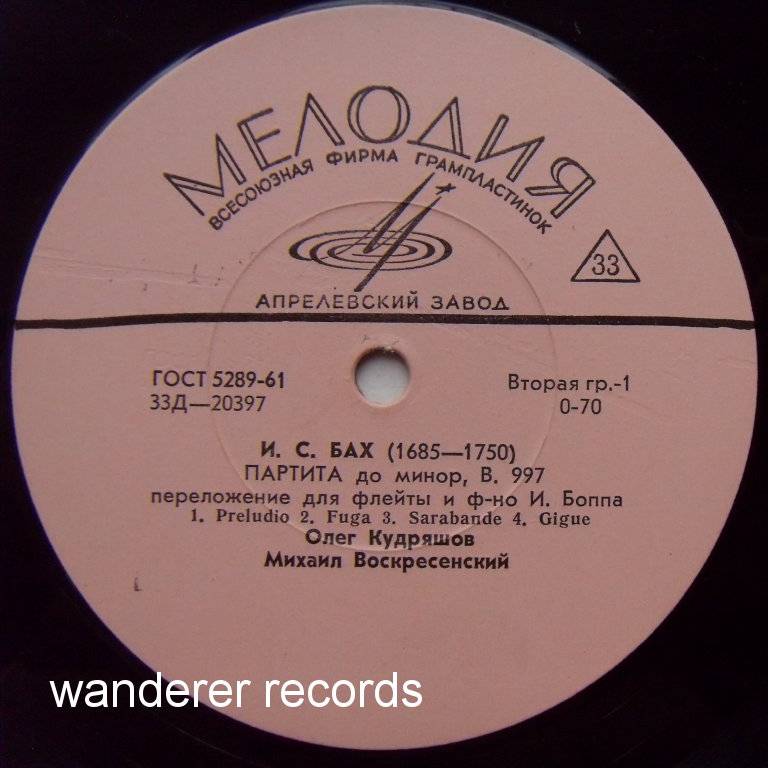 МЕЛОДИЯ
ВСЕСОЮЗНАЯ ФИРМА ГРАМПЛАСТИНОК
33
АПРЕЛЕВСКИЙ ЗАВОД
ГОСТ 5289-61
Вторая гр.-1
33Д—20397
0-70
И. С. БАХ (1685—1750)
ПАРТИТА до минор, В. 997
переложение для флейты и ф-но И. Боппа
1. Preludio 2. Fuga 3. Sarabande 4. Gigue
Олег Кудряшов
Михаил Воскресенский
wanderer records